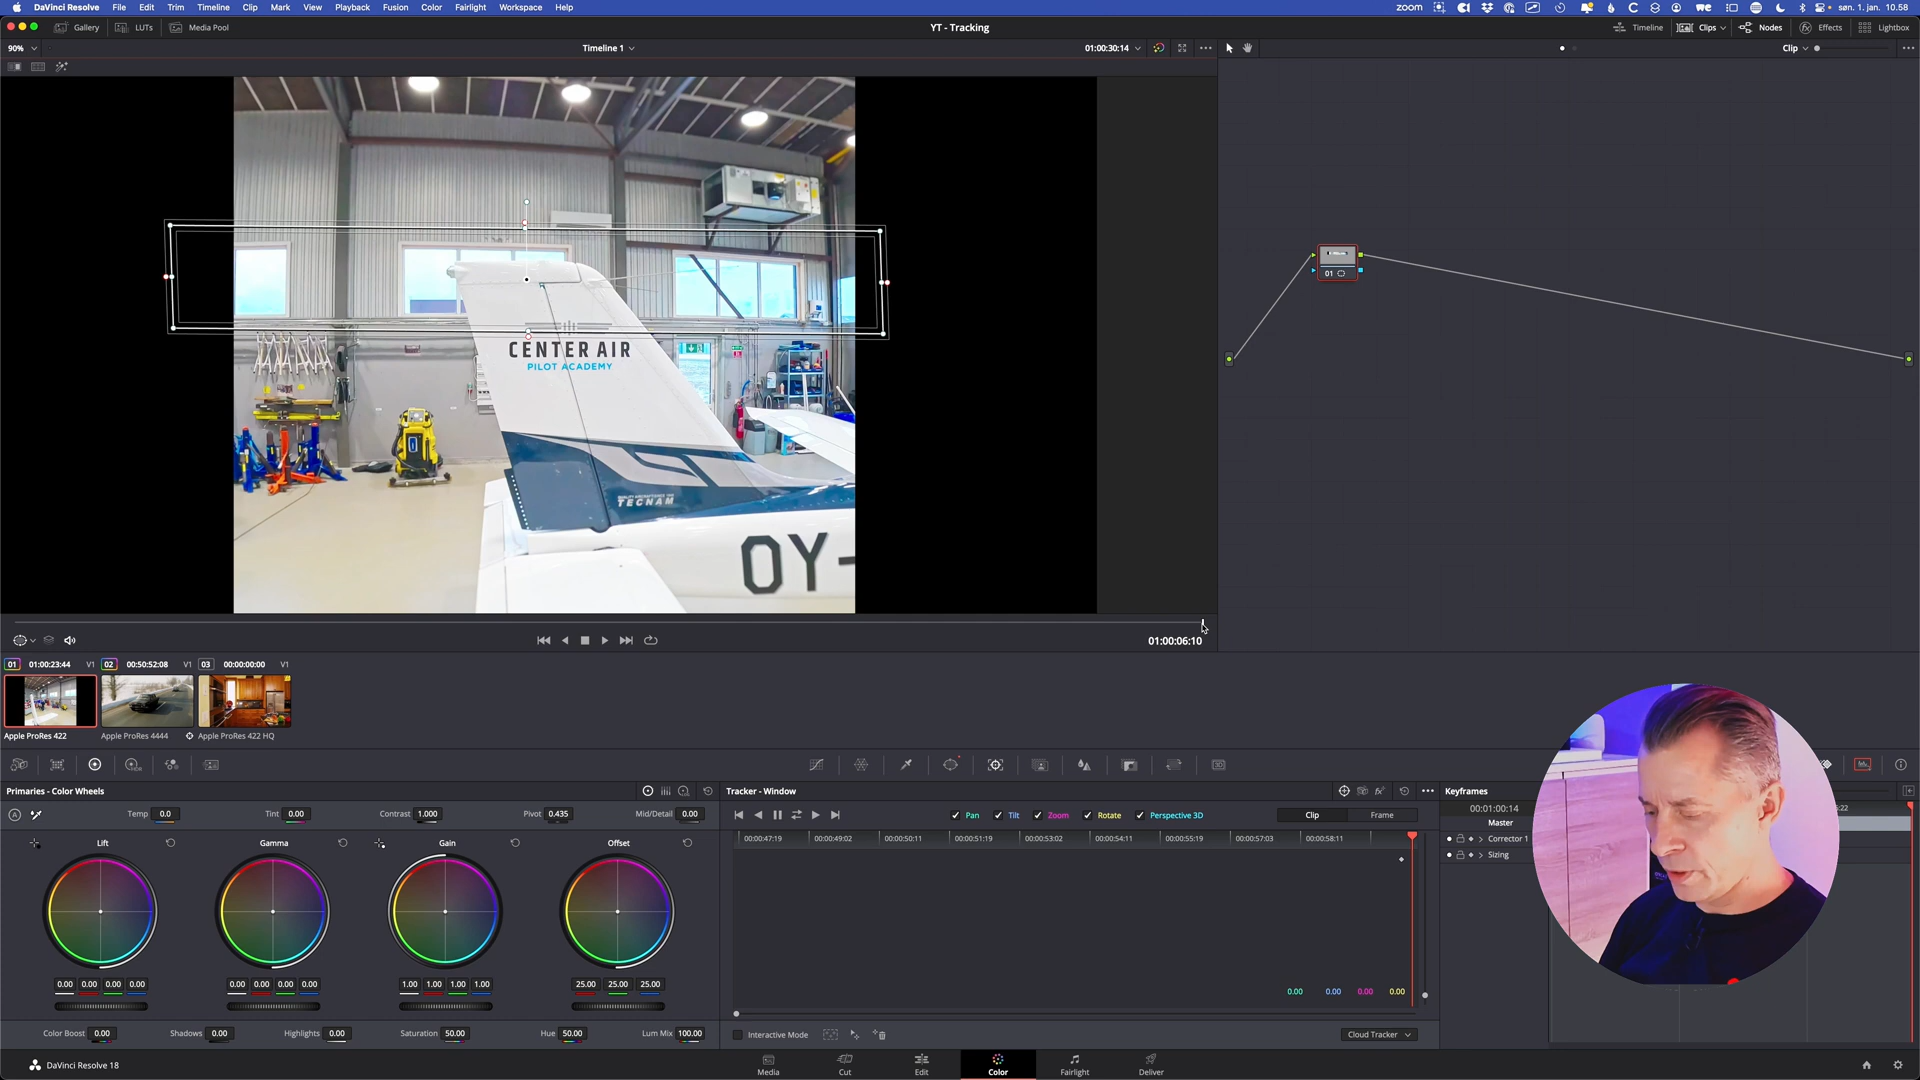 DaVinci Resolve File Edit Trim Timeline Clip Mark View Playback Fusion Color Fairlight Workspace Help
zoom søn. 1. jan. 10.58
Gallery LUTs Media Pool
YT - Tracking
Timeline Clips Nodes Effects Lightbox
90%
Timeline 1
01:00:30:14
Clip
CENTER AIR
PILOT ACADEMY
TECNAM
OY-
01
01:00:06:10
01 01:00:23:44 V1 02 00:50:52:08 V1 03 00:00:00:00 V1
Apple ProRes 422 Apple ProRes 4444 Apple ProRes 422 HQ
Primaries - Color Wheels
Tracker - Window
Keyframes
Temp 0.0 Tint 0.00 Contrast 1.000 Pivot 0.435 Mid/Detail 0.00
Pan Tilt Zoom Rotate Perspective 3D Clip Frame
00:01:00:14
Master
Corrector 1
Sizing
Lift Gamma Gain Offset
00:00:47:19 00:00:49:02 00:00:50:11 00:00:51:19 00:00:53:02 00:00:54:11 00:00:55:19 00:00:57:03 00:00:58:11
0.00 0.00 0.00 0.00 0.00 0.00 0.00 0.00 1.00 1.00 1.00 1.00 25.00 25.00 25.00
0.00 0.00 0.00 0.00
Color Boost 0.00 Shadows 0.00 Highlights 0.00 Saturation 50.00 Hue 50.00 Lum Mix 100.00
Interactive Mode Cloud Tracker
DaVinci Resolve 18
Media Cut Edit Color Fairlight Deliver